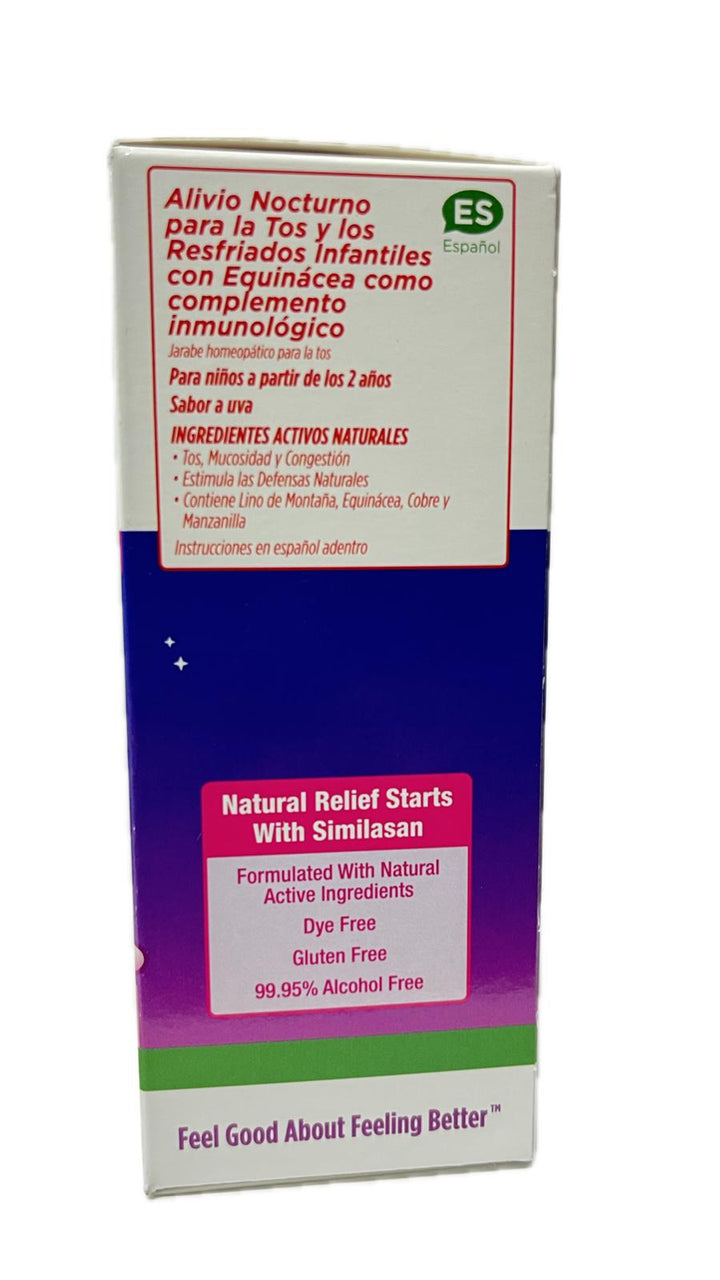 Alivio Nocturno
para la Tos y los
Resfriados Infantiles
con Equinácea como
complemento
inmunológico
ES
Español
Jarabe homeopático para la tos
Para niños a partir de los 2 años
Sabor a uva
INGREDIENTES ACTIVOS NATURALES
• Tos, Mucosidad y Congestión
• Estimula las Defensas Naturales
• Contiene Lino de Montaña, Equinácea, Cobre y
Manzanilla
Instrucciones en español adentro
Natural Relief Starts
With Similasan
Formulated With Natural
Active Ingredients
Dye Free
Gluten Free
99.95% Alcohol Free
Feel Good About Feeling Better™